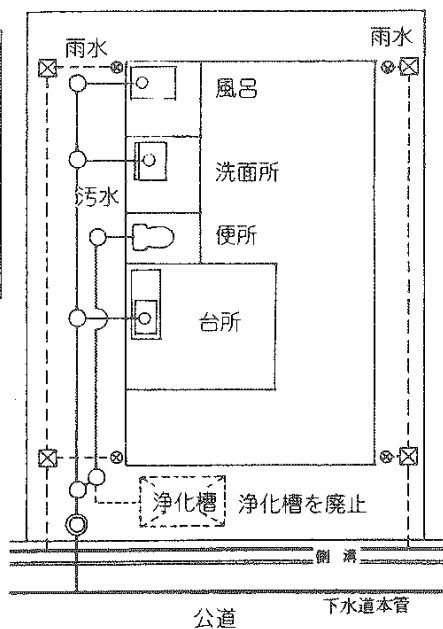 雨水
雨水
風呂
洗面所
汚水
便所
台所
浄化槽
浄化槽を廃止
側溝
下水道本管
公道